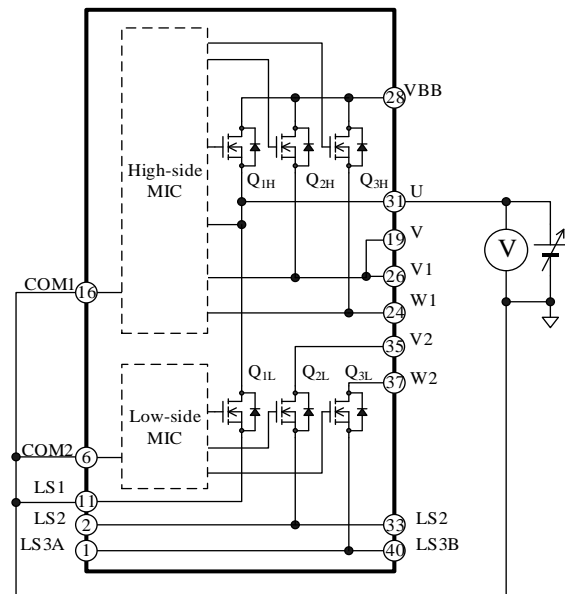 28 VBB
High-side
MIC
Q1H
Q2H
Q3H
31 U
19 V
V
26 V1
COM1 16
24 W1
35 V2
Q1L
Q2L
Q3L
37 W2
Low-side
MIC
COM2 6
LS1 11
LS2 2
33 LS2
LS3A 1
40 LS3B